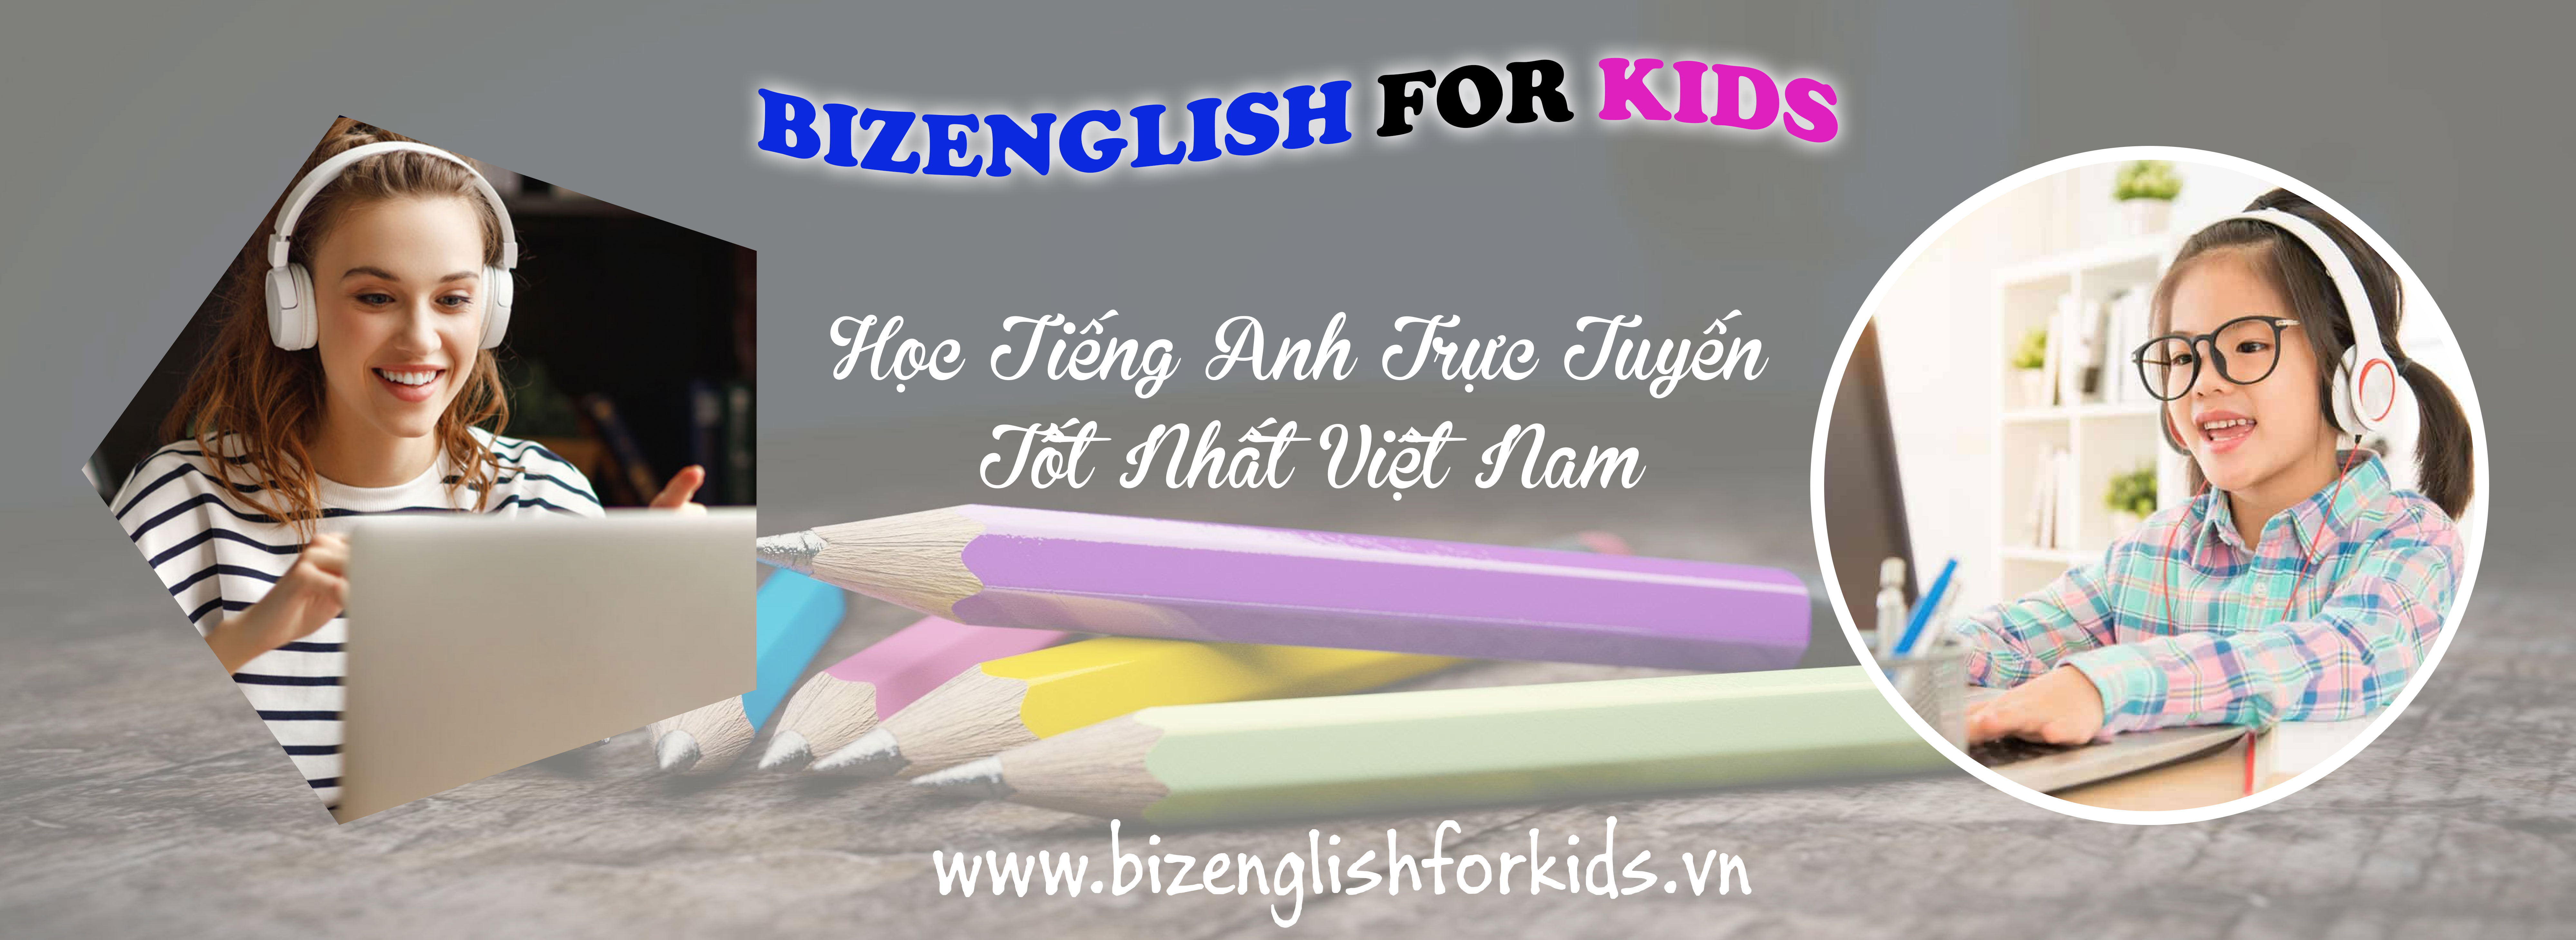 BIZENGLISH FOR KIDS
Học Tiếng Anh Trực Tuyến
Tốt Nhất Việt Nam
www.bizenglishforkids.vn